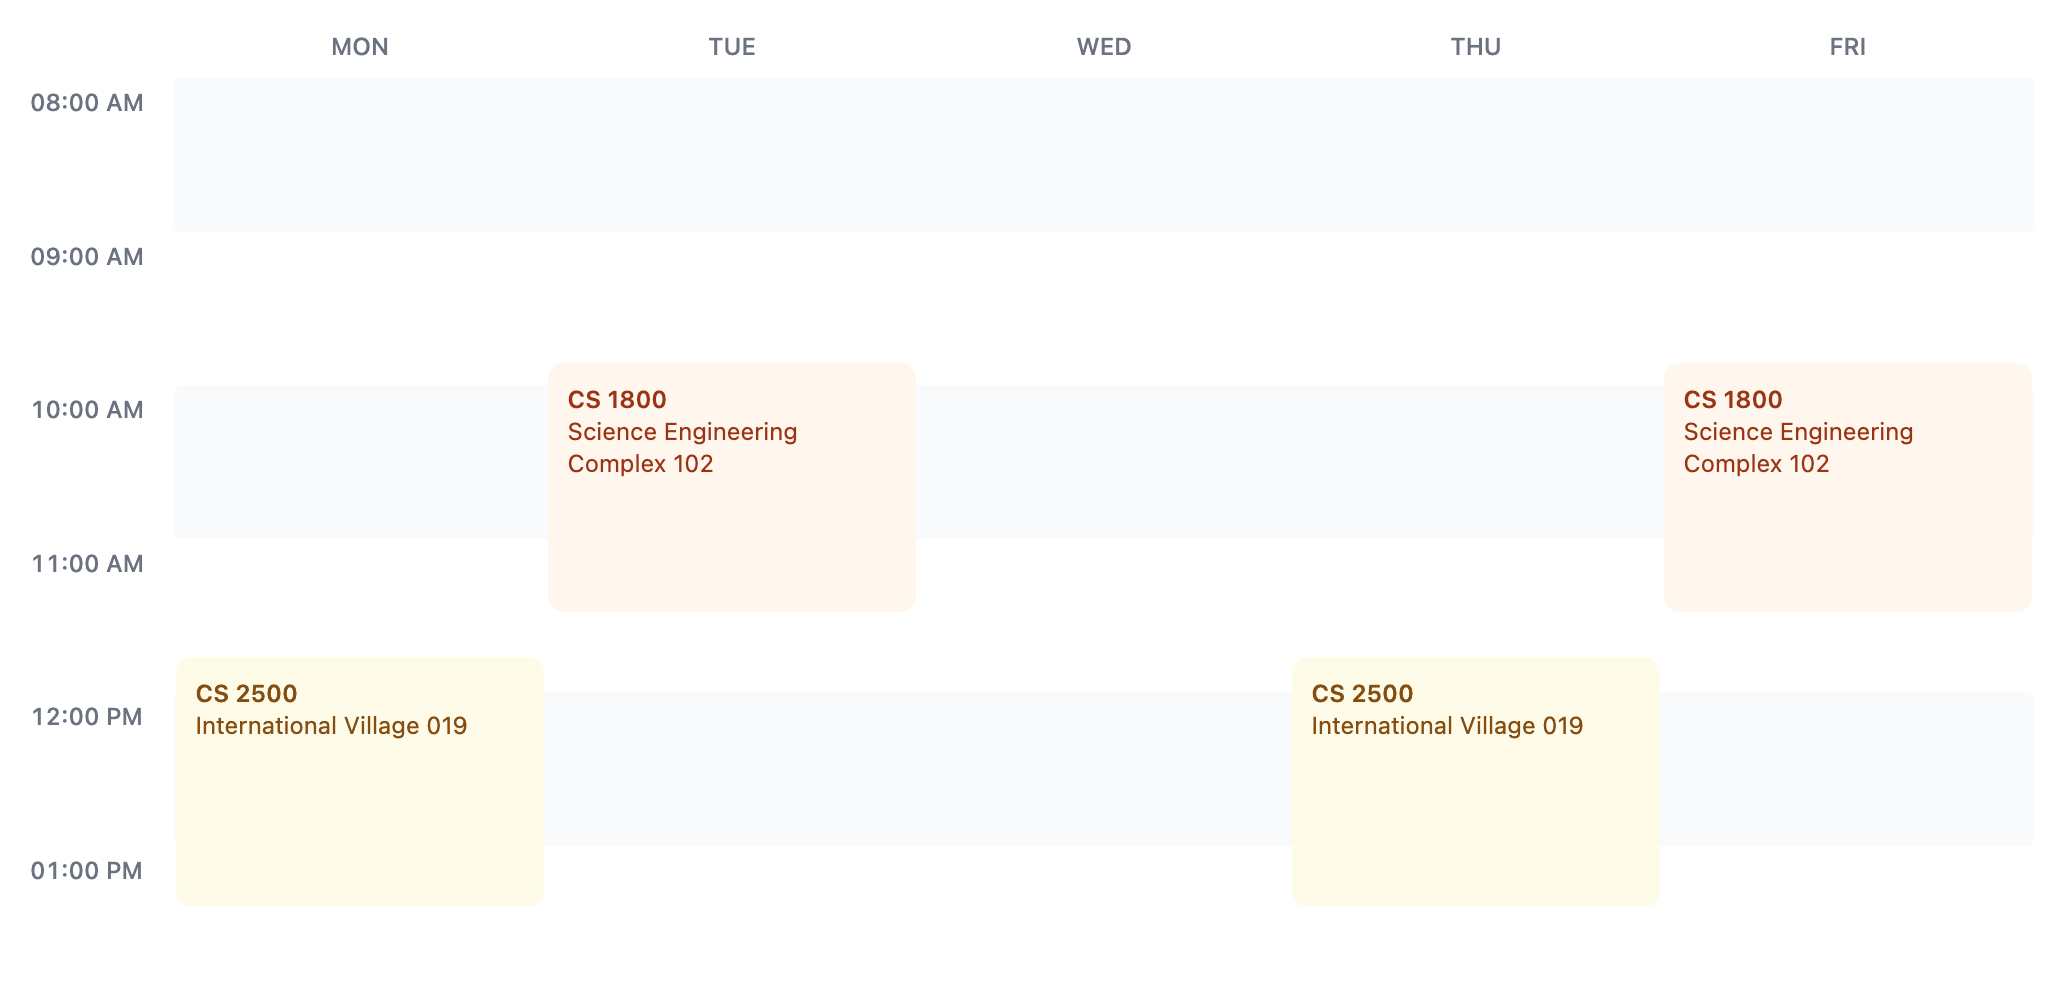 MON TUE WED THU FRI
08:00 AM
09:00 AM
10:00 AM
CS 1800
Science Engineering
Complex 102
CS 1800
Science Engineering
Complex 102
11:00 AM
CS 2500
International Village 019
CS 2500
International Village 019
12:00 PM
01:00 PM